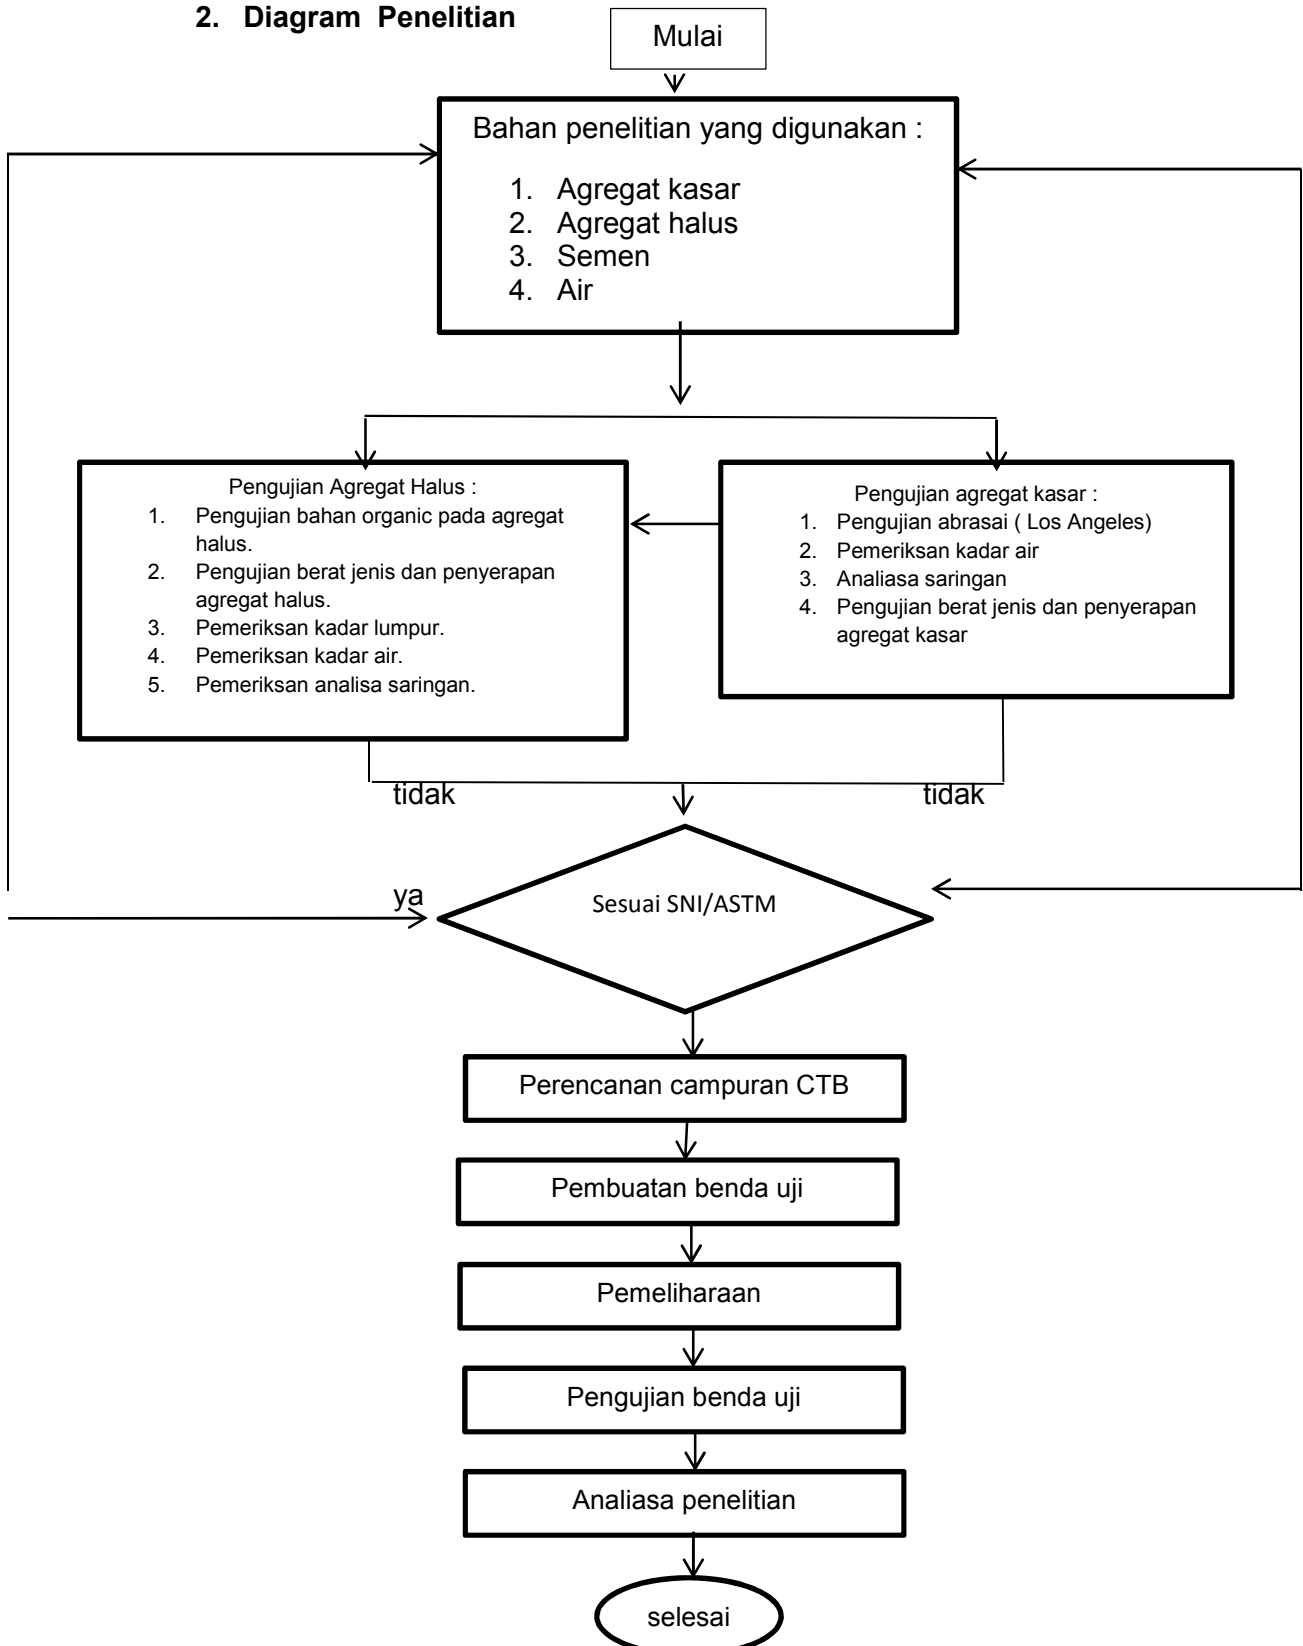 2. Diagram Penelitian
Mulai
Bahan penelitian yang digunakan :
1. Agregat kasar
2. Agregat halus
3. Semen
4. Air
Pengujian Agregat Halus :
1. Pengujian bahan organic pada agregat
halus.
2. Pengujian berat jenis dan penyerapan
agregat halus.
3. Pemeriksan kadar lumpur.
4. Pemeriksan kadar air.
5. Pemeriksan analisa saringan.
Pengujian agregat kasar :
1. Pengujian abrasai ( Los Angeles)
2. Pemeriksan kadar air
3. Analiasa saringan
4. Pengujian berat jenis dan penyerapan
agregat kasar
tidak
tidak
ya
Sesuai SNI/ASTM
Perencanan campuran CTB
Pembuatan benda uji
Pemeliharaan
Pengujian benda uji
Analiasa penelitian
selesai